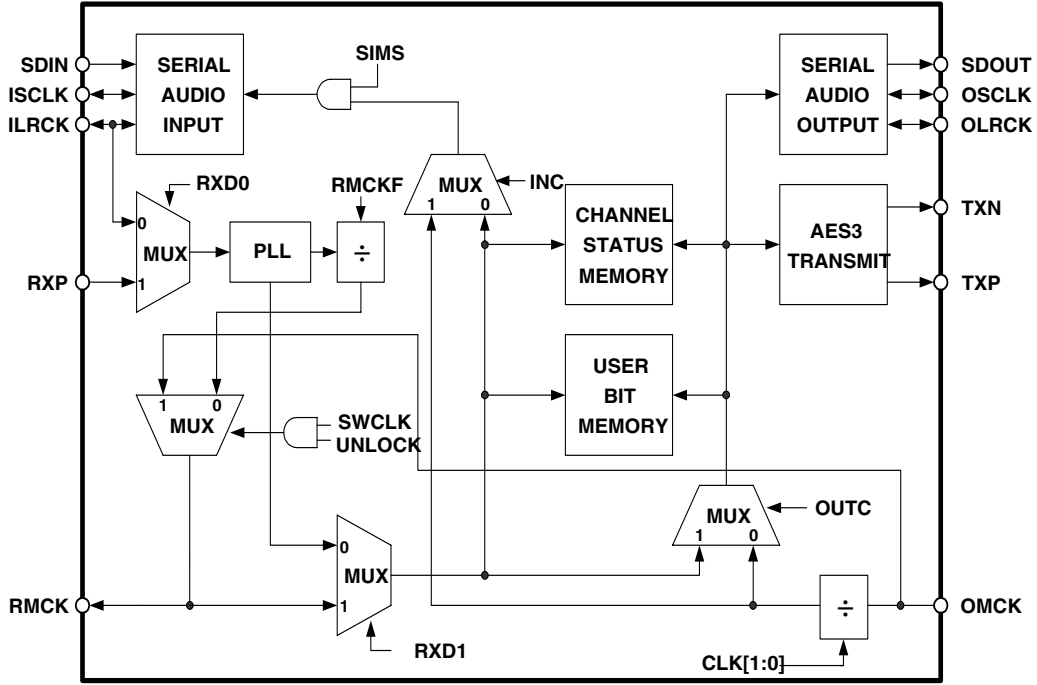 SIMS
SDIN
SERIAL
AUDIO
INPUT
ISCLK
ILRCK
SERIAL
AUDIO
OUTPUT
SDOUT
OSCLK
OLRCK
RXD0
RMCKF
MUX
1 0
INC
0
MUX
1
PLL
÷
CHANNEL
STATUS
MEMORY
AES3
TRANSMIT
TXN
TXP
RXP
1 0
MUX
SWCLK
UNLOCK
USER
BIT
MEMORY
MUX
1 0
OUTC
0
MUX
1
RMCK
RXD1
÷
OMCK
CLK[1:0]